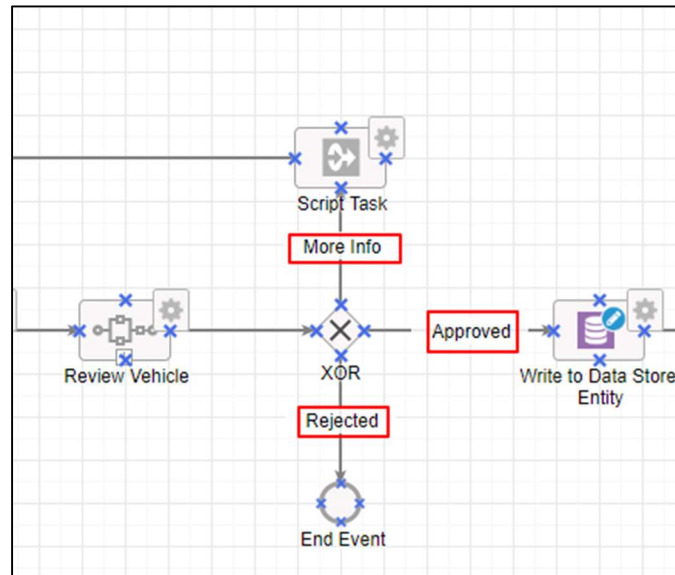 Script Task
More Info
Review Vehicle
XOR
Approved
Write to Data Store
Entity
Rejected
End Event